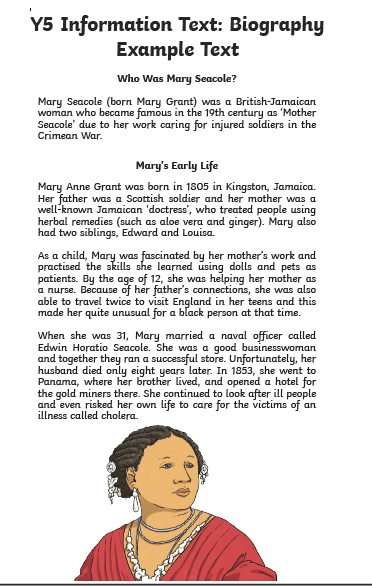 Y5 Information Text: Biography
Example Text
Who Was Mary Seacole?
Mary Seacole (born Mary Grant) was a British-Jamaican
woman who became famous in the 19th century as ‘Mother
Seacole’ due to her work caring for injured soldiers in the
Crimean War.
Mary’s Early Life
Mary Anne Grant was born in 1805 in Kingston, Jamaica.
Her father was a Scottish soldier and her mother was a
well-known Jamaican ‘doctress’, who treated people using
herbal remedies (such as aloe vera and ginger). Mary also
had two siblings, Edward and Louisa.
As a child, Mary was fascinated by her mother’s work and
practised the skills she learned using dolls and pets as
patients. By the age of 12, she was helping her mother as
a nurse. Because of her father’s connections, she was also
able to travel twice to visit England in her teens and this
made her quite unusual for a black person at that time.
When she was 31, Mary married a naval officer called
Edwin Horatio Seacole. She was a good businesswoman
and together they ran a successful store. Unfortunately, her
husband died only eight years later. In 1853, she went to
Panama, where her brother lived, and opened a hotel for
the gold miners there. She continued to look after ill people
and even risked her own life to care for the victims of an
illness called cholera.